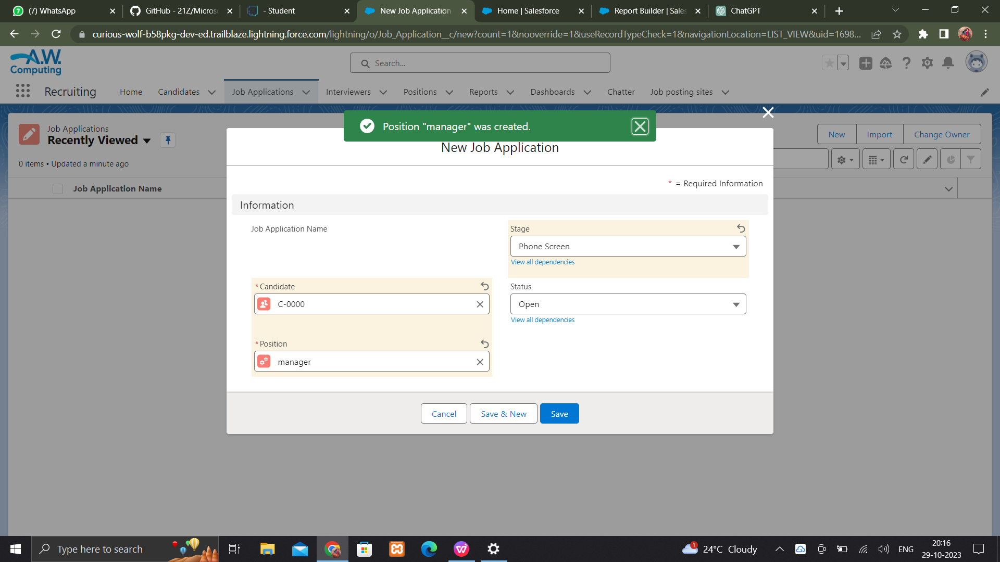 (7) WhatsApp
GitHub - 21Z/Micros
- Student
New Job Application
Home | Salesforce
Report Builder | Sales
ChatGPT
curious-wolf-b58pkg-dev-ed.trailblaze.lightning.force.com/lightning/o/Job_Application__c/new?count=1&nooverride=1&useRecordTypeCheck=1&navigationLocation=LIST_VIEW&uid=1698...
A.W.
Computing
Search...
Recruiting
Home
Candidates
Job Applications
Interviewers
Positions
Reports
Dashboards
Chatter
Job posting sites
Position "manager" was created.
Job Applications
Recently Viewed
New
Import
Change Owner
New Job Application
0 items • Updated a minute ago
* = Required Information
Job Application Name
Information
Job Application Name
Stage
Phone Screen
View all dependencies
*Candidate
C-0000
Status
Open
View all dependencies
*Position
manager
Cancel
Save & New
Save
Type here to search
1
24°C Cloudy
ENG
20:16
29-10-2023